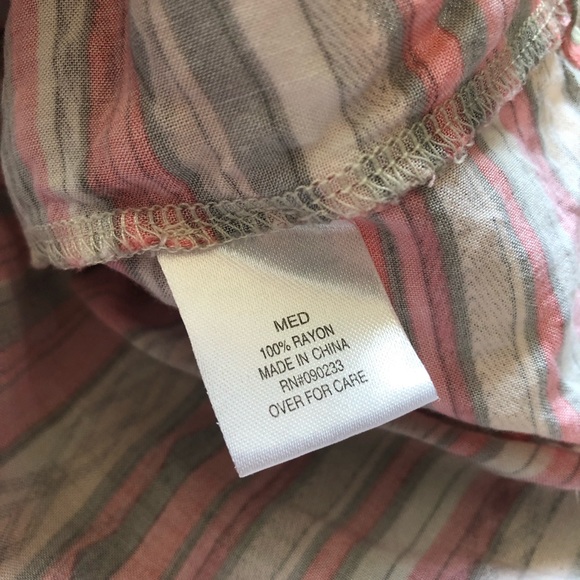 MED
100% RAYON
MADE IN CHINA
RN#090233
OVER FOR CARE